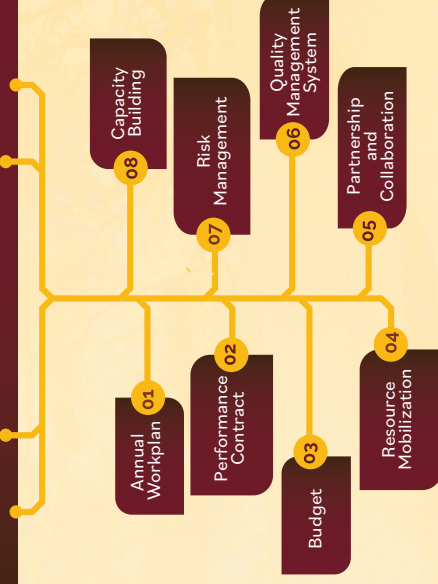 01
Annual
Workplan
02
Performance
Contract
03
Budget
04
Resource
Mobilization
05
Partnership
and
Collaboration
06
Quality
Management
System
07
Risk
Management
08
Capacity
Building